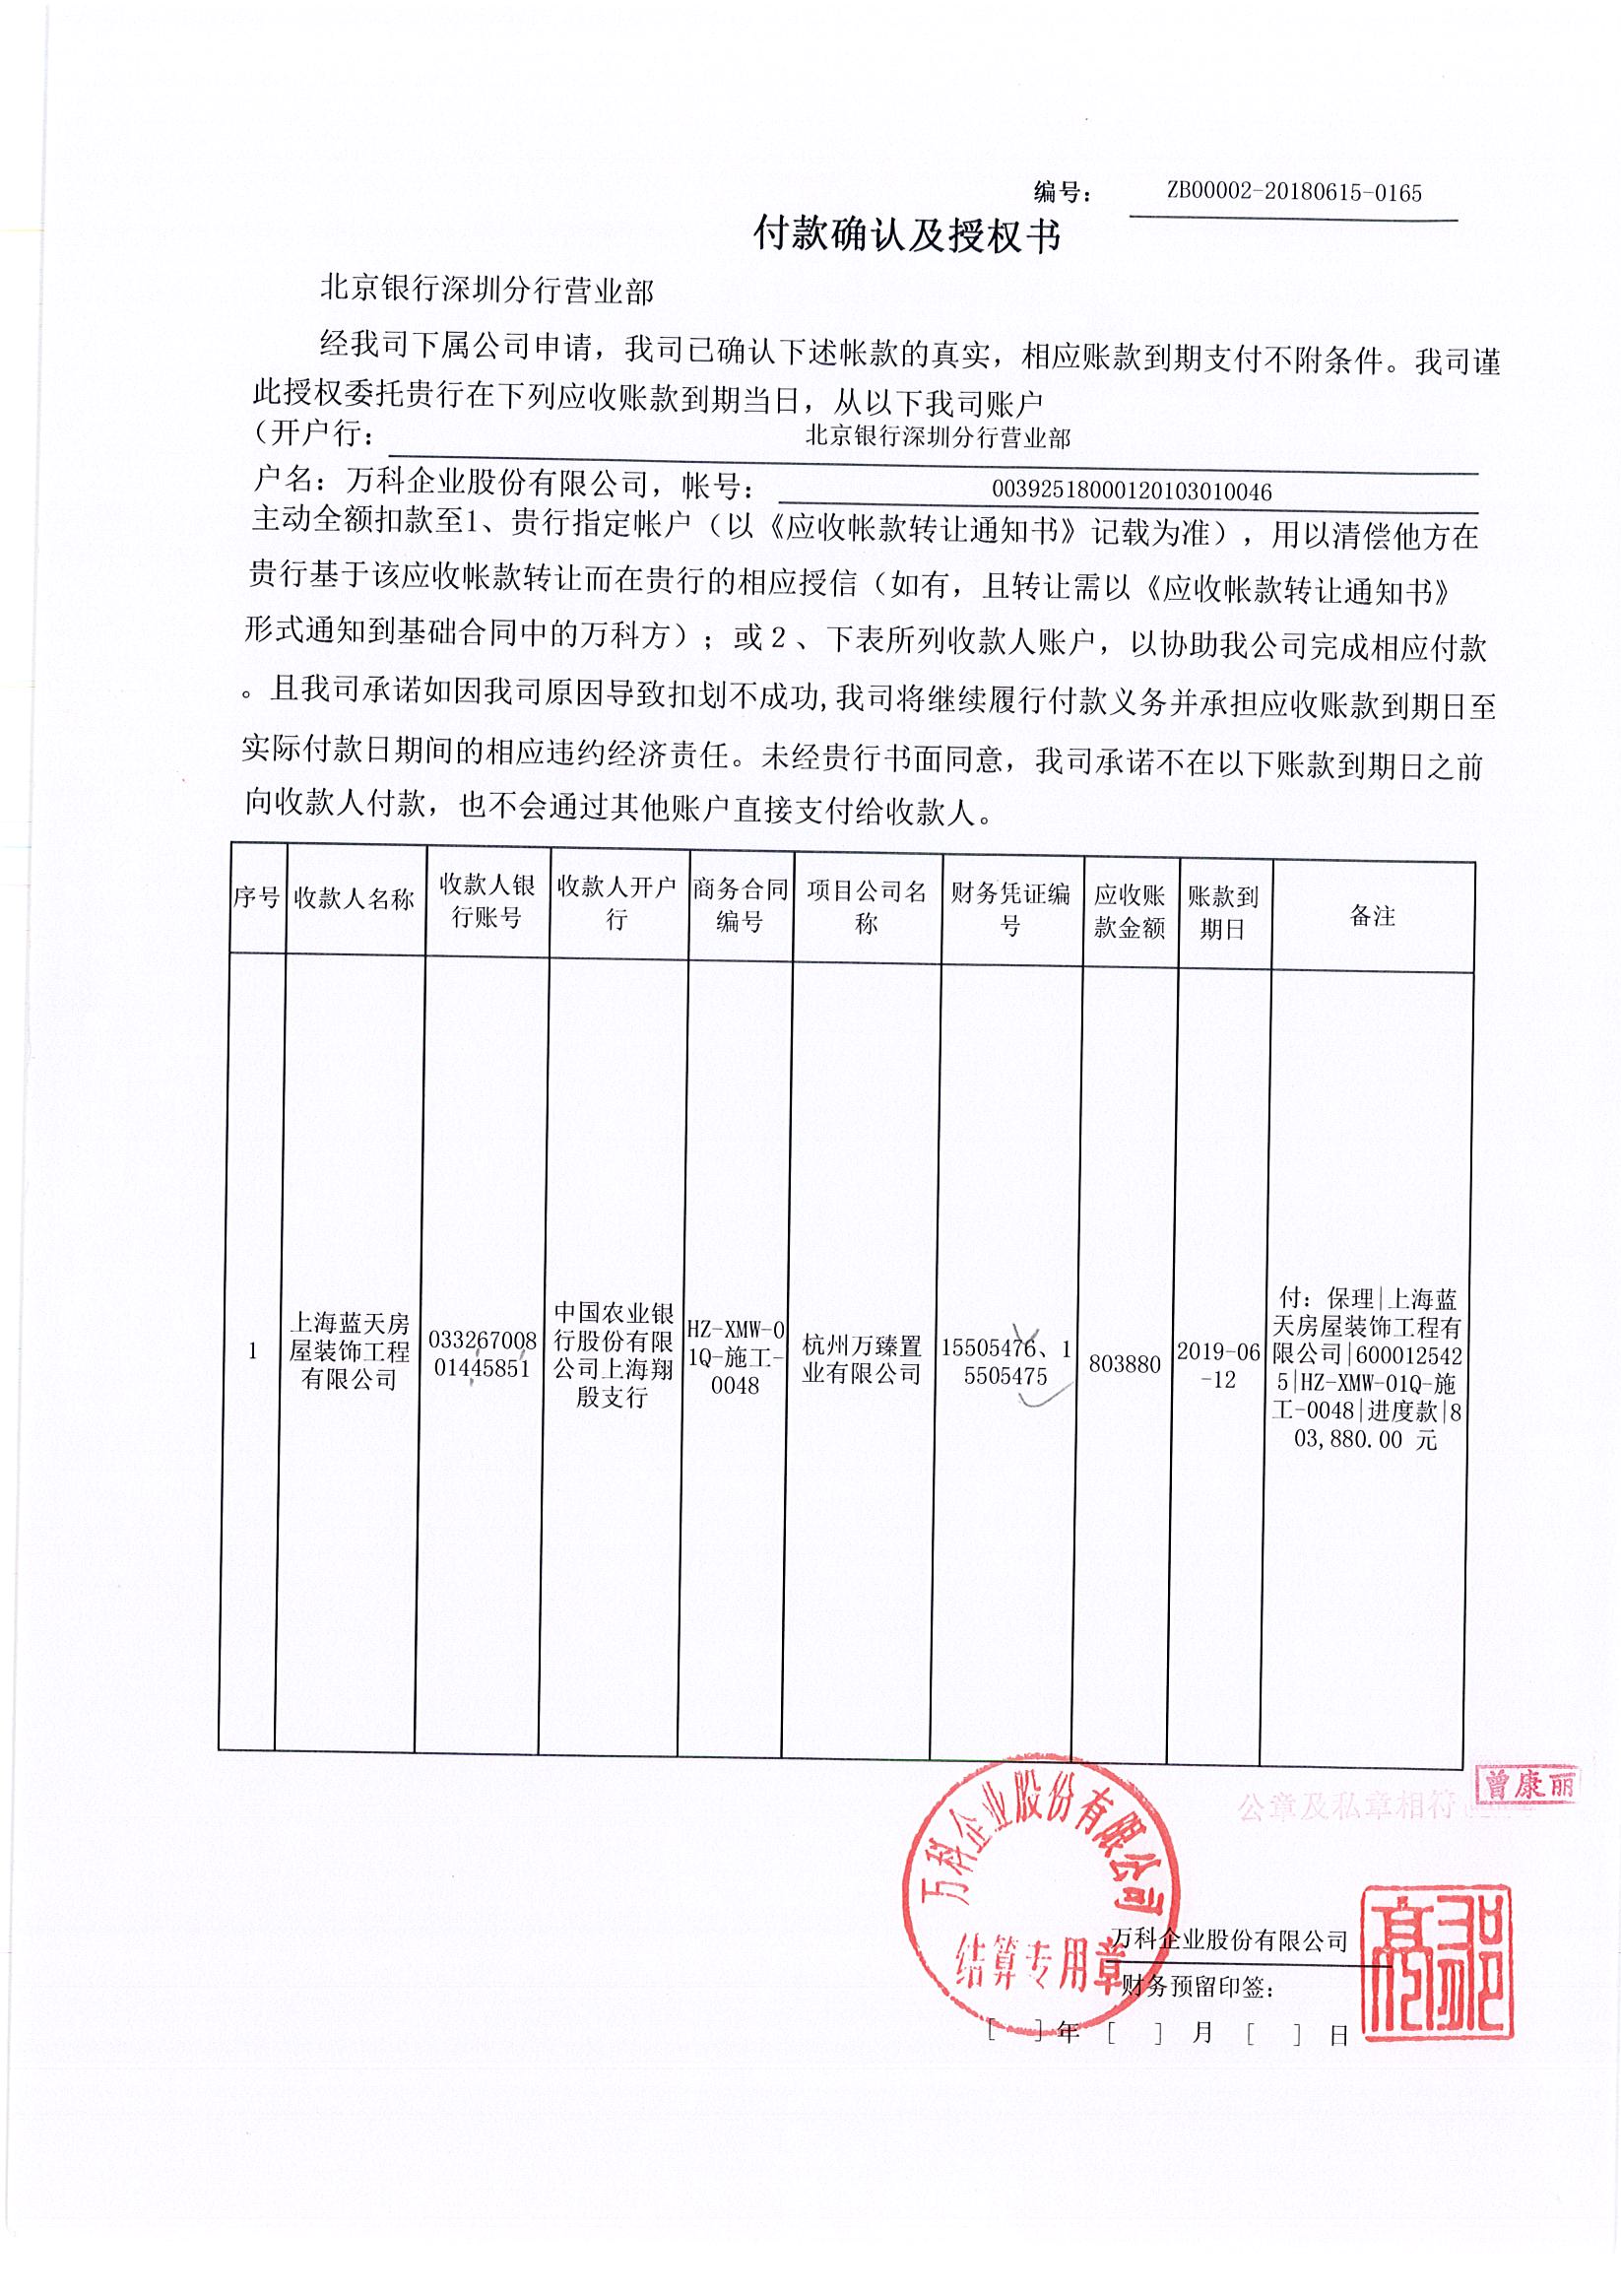 编号： ZB00002-20180615-0165
付款确认及授权书
北京银行深圳分行营业部
经我司下属公司申请，我司已确认下述帐款的真实，相应账款到期支付不附条件。我司谨
此授权委托贵行在下列应收账款到期当日，从以下我司账户
（开户行： 北京银行深圳分行营业部
户名：万科企业股份有限公司，帐号： 00392518000120103010046
主动全额扣款至1、贵行指定帐户（以《应收帐款转让通知书》记载为准），用以清偿他方在
贵行基于该应收帐款转让而在贵行的相应授信（如有，且转让需以《应收帐款转让通知书》
形式通知到基础合同中的万科方）；或2、下表所列收款人账户，以协助我公司完成相应付款
。且我司承诺如因我司原因导致扣划不成功,我司将继续履行付款义务并承担应收账款到期日至
实际付款日期间的相应违约经济责任。未经贵行书面同意，我司承诺不在以下账款到期日之前
向收款人付款，也不会通过其他账户直接支付给收款人。
序号
收款人名称
收款人银
行账号
收款人开户
行
商务合同
编号
项目公司名
称
财务凭证编
号
应收账
款金额
账款到
期日
备注
1
上海蓝天房
屋装饰工程
有限公司
033267008
01445851
中国农业银
行股份有限
公司上海翔
殷支行
HZ-XMW-0
1Q-施工-
0048
杭州万臻置
业有限公司
15505476、1
5505475
803880
2019-06
-12
付：保理|上海蓝
天房屋装饰工程有
限公司|600012542
5|HZ-XMW-01Q-施
工-0048|进度款|8
03,880.00 元
曾康丽
公章及私章相符
万科企业股份有限公司
结算专用章
万科企业股份有限公司
财务预留印签：
[ ]年 [ ] 月 [ ] 日